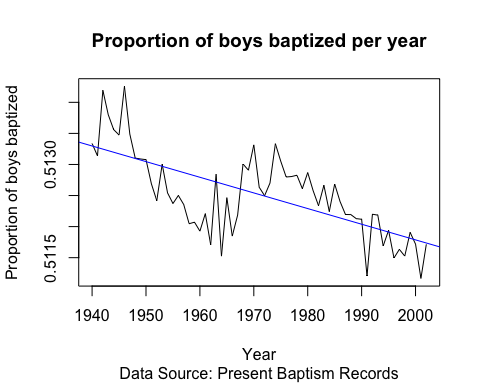 Proportion of boys baptized per year
Proportion of boys baptized
0.5130
0.5115
1940 1950 1960 1970 1980 1990 2000
Year
Data Source: Present Baptism Records